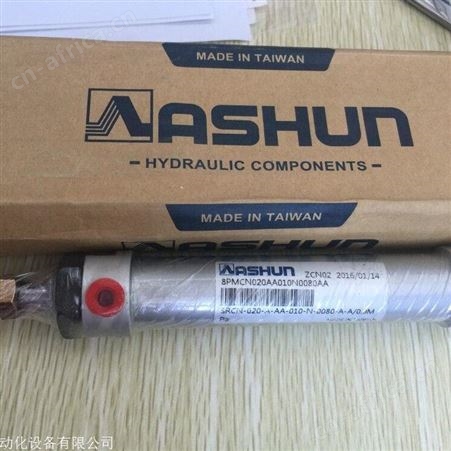 MADE IN TAIWAN
ASHUN
- HYDRAULIC COMPONENTS -
MADE IN TAIWAN
ASHUN
ZCN02 2016/01/14
8PMCN020AA010N0080AA
SRCN-020-A-AA-010-N-0080-A-A/0.9M
动化设备有限公司